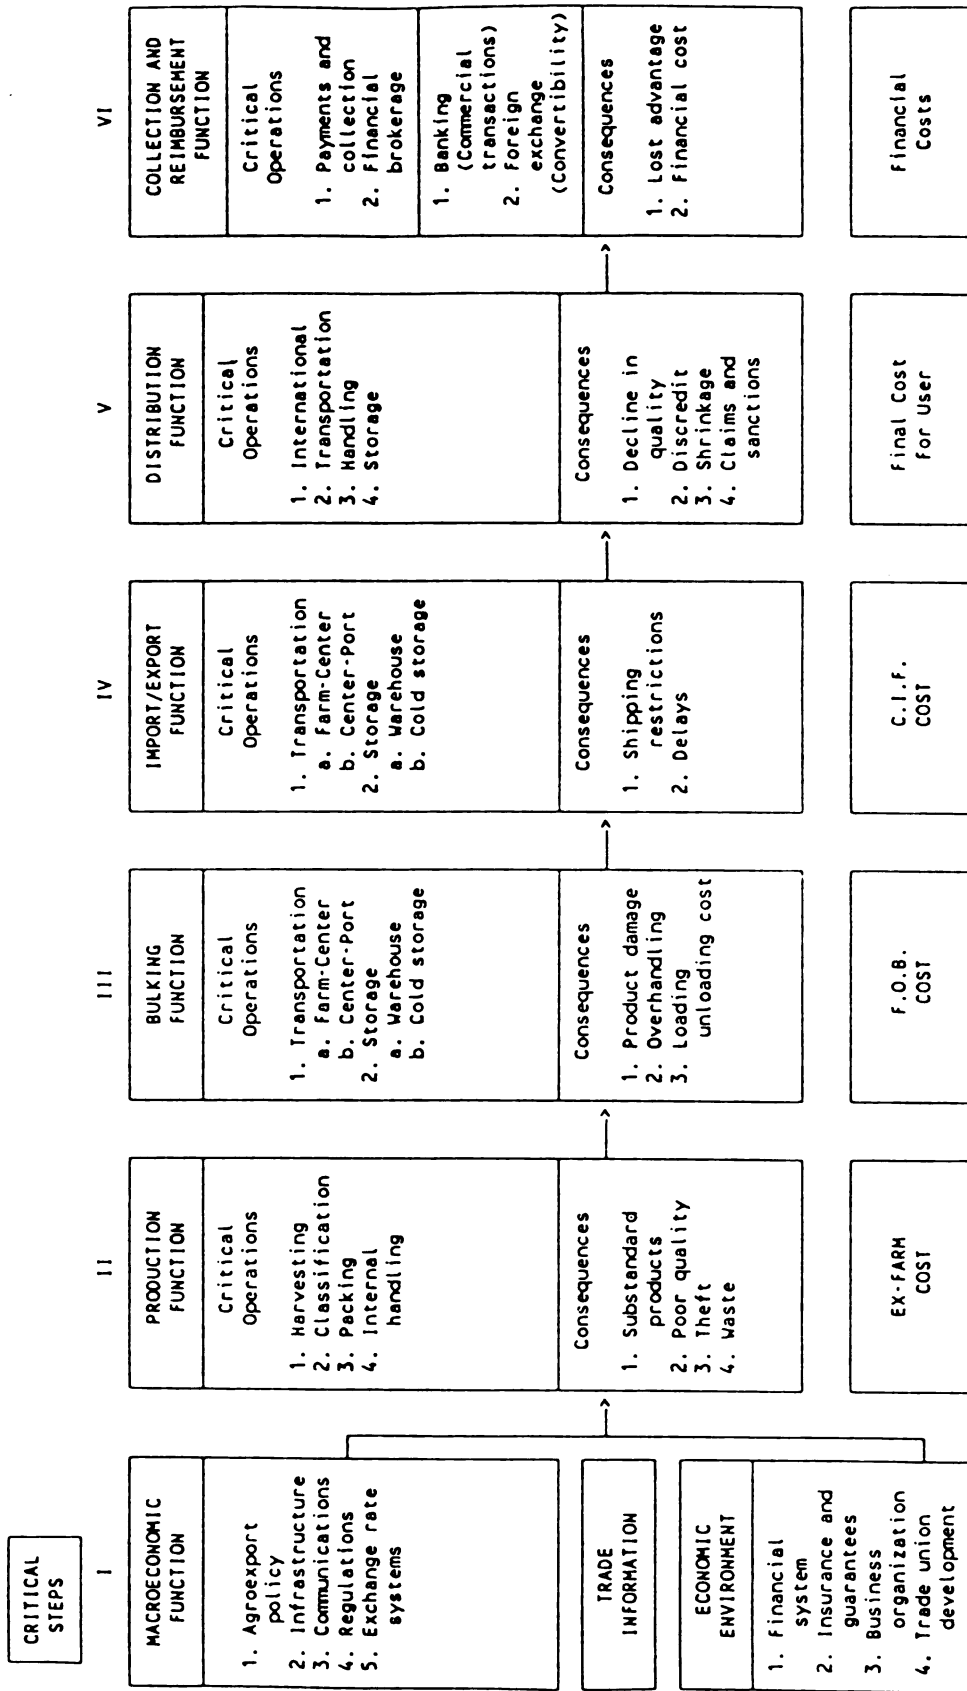 CRITICAL
STEPS
I
MACROECONOMIC
FUNCTION
1. Agroexport
policy
2. Infrastructure
3. Communications
4. Regulations
5. Exchange rate
systems
TRADE
INFORMATION
ECONOMIC
ENVIRONMENT
1. Financial
system
2. Insurance and
guarantees
3. Business
organization
4. Trade union
development
II
PRODUCTION
FUNCTION
Critical
Operations
1. Harvesting
2. Classification
3. Packing
4. Internal
handling
Consequences
1. Substandard
products
2. Poor quality
3. Theft
4. Waste
EX-FARM
COST
III
BULKING
FUNCTION
Critical
Operations
1. Transportation
a. Farm-Center
b. Center-Port
2. Storage
a. Warehouse
b. Cold storage
Consequences
1. Product damage
2. Overhandling
3. Loading
unloading cost
F.O.B.
COST
IV
IMPORT/EXPORT
FUNCTION
Critical
Operations
1. Transportation
a. Farm-Center
b. Center-Port
2. Storage
a. Warehouse
b. Cold storage
Consequences
1. Shipping
restrictions
2. Delays
C.I.F.
COST
V
DISTRIBUTION
FUNCTION
Critical
Operations
1. International
2. Transportation
3. Handling
4. Storage
Consequences
1. Decline in
quality
2. Discredit
3. Shrinkage
4. Claims and
sanctions
Final Cost
For User
VI
COLLECTION AND
REIMBURSEMENT
FUNCTION
Critical
Operations
1. Payments and
collection
2. Financial
brokerage
1. Banking
(Commercial
transactions)
2. Foreign
exchange
(Convertibility)
Consequences
1. Lost advantage
2. Financial cost
Financial
Costs